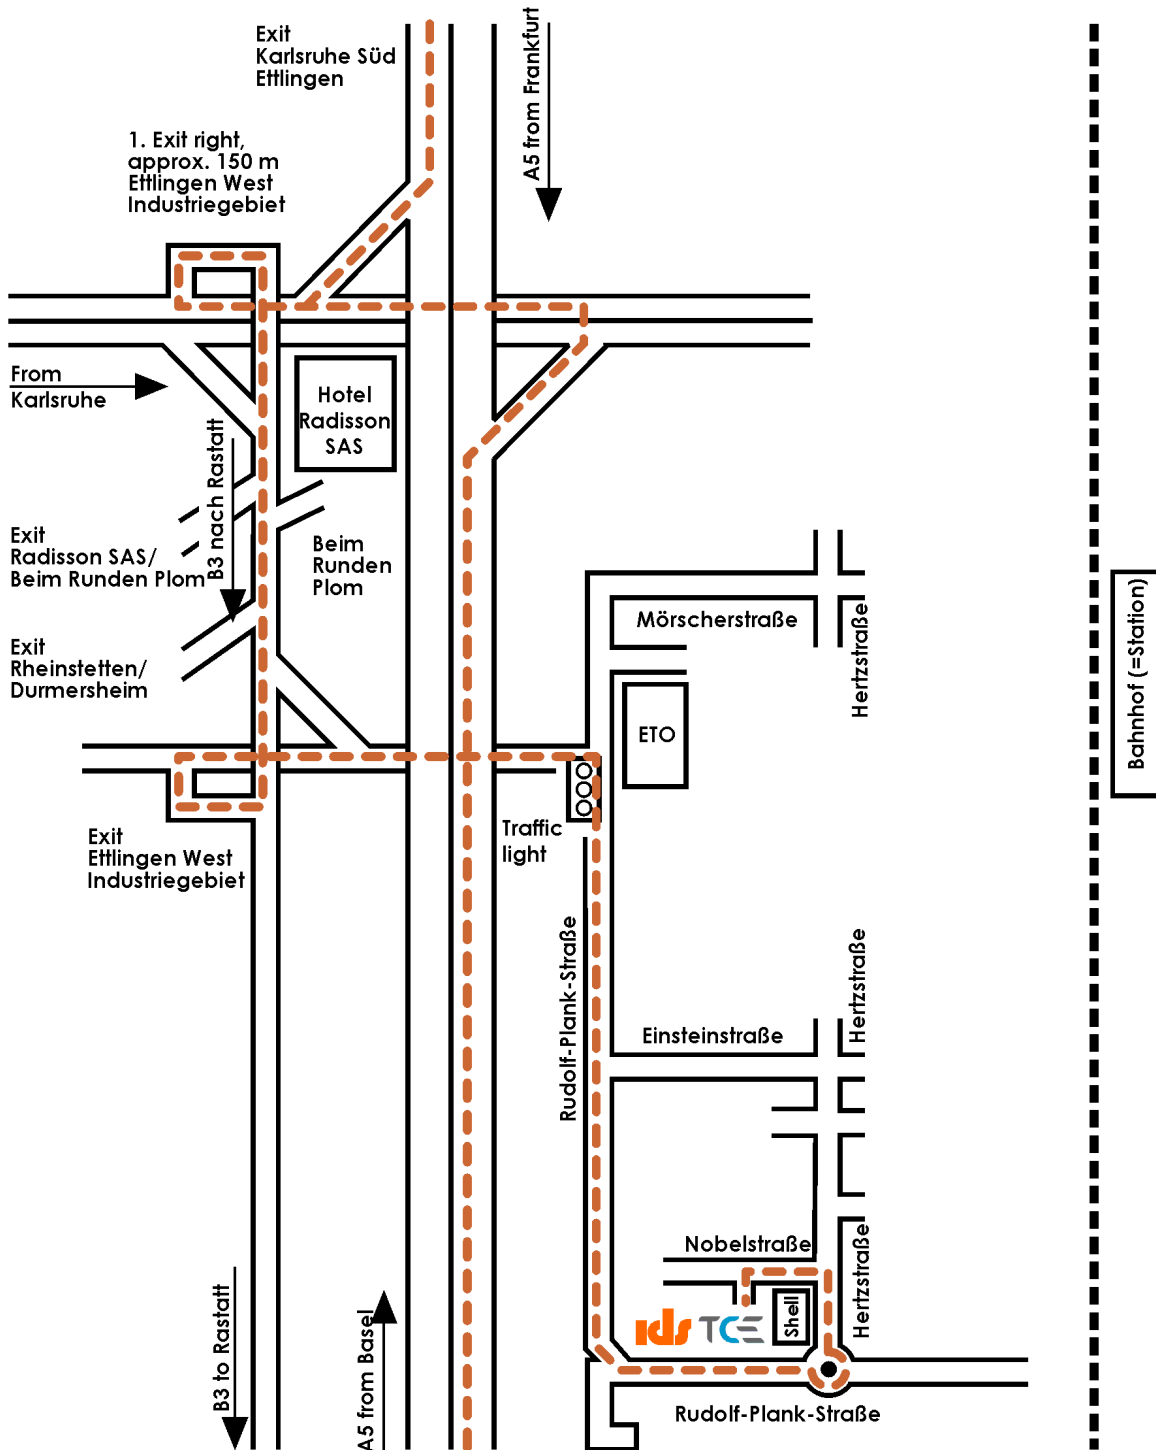 Exit
Karlsruhe Süd
Ettlingen
A5 from Frankfurt
1. Exit right,
approx. 150 m
Ettlingen West
Industriegebiet
From
Karlsruhe
Hotel
Radisson
SAS
B3 nach Rastatt
Exit
Radisson SAS/
Beim Runden Plom
Beim
Runden
Plom
Exit
Rheinstetten/
Durmersheim
Mörscherstraße
Hertzstraße
Bahnhof (=Station)
ETO
Traffic
light
Exit
Ettlingen West
Industriegebiet
Rudolf-Plank-Straße
Hertzstraße
Einsteinstraße
Nobelstraße
Hertzstraße
Shell
ids TCE
B3 to Rastatt
A5 from Basel
Rudolf-Plank-Straße